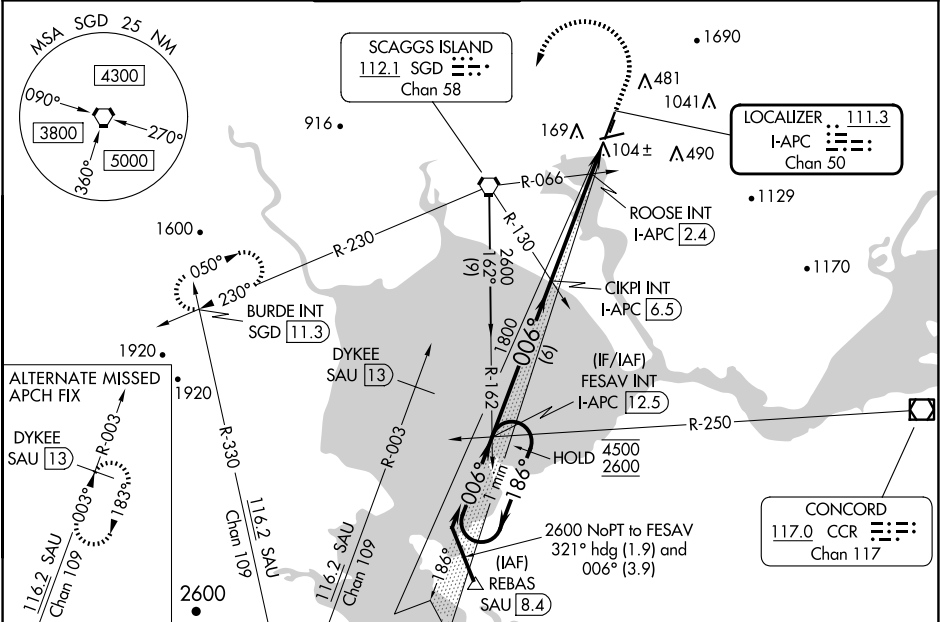 MSA SGD 25 NM
4300
090°
3800
270°
5000
360°
SCAGGS ISLAND
112.1 SGD
Chan 58
1690
481
1041
916
169
104±
490
LOCALIZER 111.3
I-APC
Chan 50
R-066
ROOSE INT
I-APC 2.4
1129
1600
R-230
R-130
2600
162°
(9)
1170
050°
230°
BURDE INT
SGD 11.3
CIKPI INT
I-APC 6.5
1920
1920
DYKEE
SAU 13
1800
006°
(6)
R-162
(IF/IAF)
FESAV INT
I-APC 12.5
R-250
HOLD 4500
2600
ALTERNATE MISSED
APCH FIX
DYKEE
SAU 13
R-003
003°
183°
116.2 SAU
Chan 109
R-330
116.2 SAU
Chan 109
R-003
116.2 SAU
Chan 109
006°
1 min
186°
186°
2600 NoPT to FESAV
321° hdg (1.9) and
006° (3.9)
(IAF)
REBAS
SAU 8.4
CONCORD
117.0 CCR
Chan 117
2600